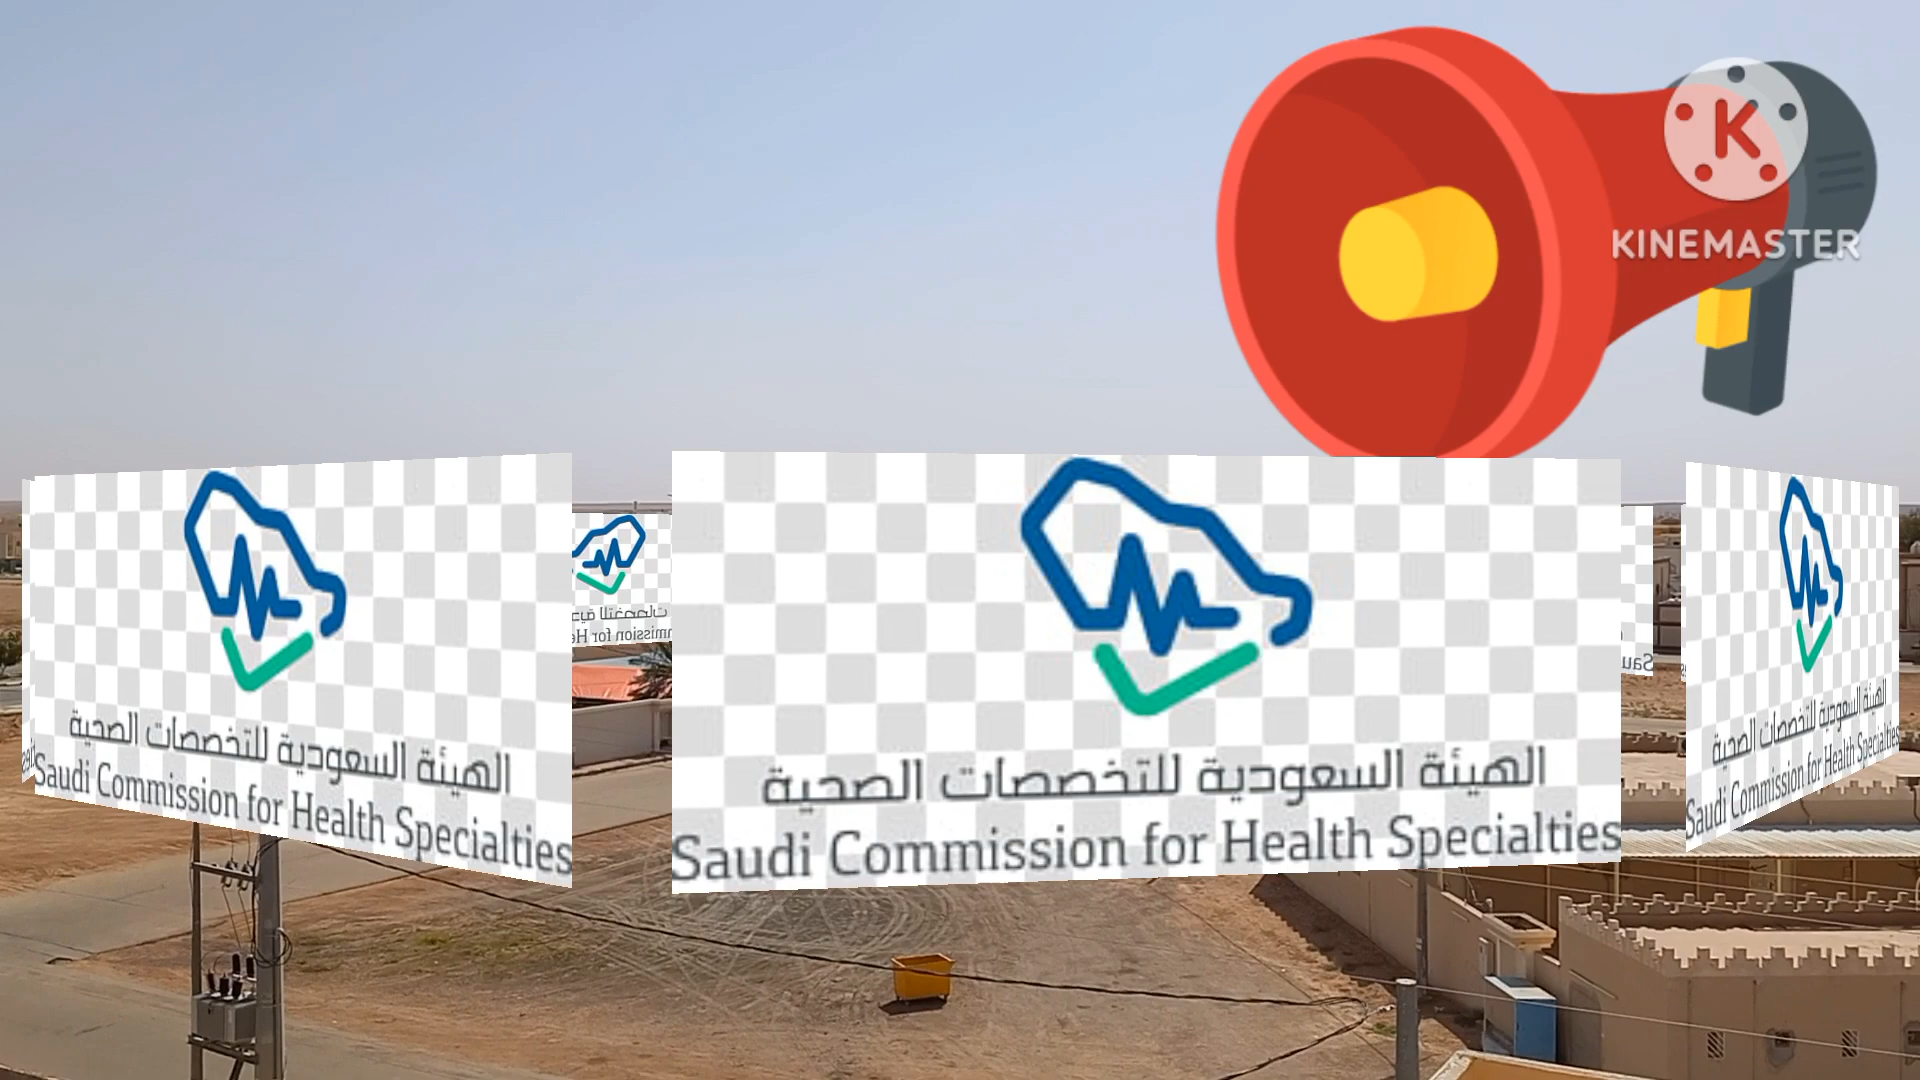 K
KINEMASTER
الهيئة السعودية للتخصصات الصحية
Saudi Commission for Health Specialties
الهيئة السعودية للتخصصات الصحية
Saudi Commission for Health Specialties
الهيئة السعودية للتخصصات الصحية
Saudi Commission for Health Specialties